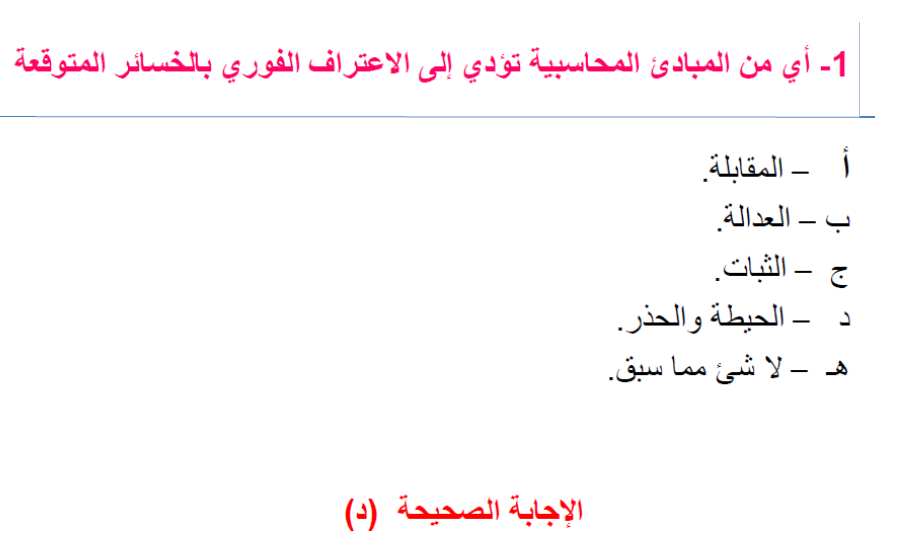 1- أي من المبادئ المحاسبية تؤدي إلى الاعتراف الفوري بالخسائر المتوقعة
أ – المقابلة.
ب – العدالة.
ج – الثبات.
د – الحيطة والحذر.
هـ – لا شئ مما سبق.
الإجابة الصحيحة (د)